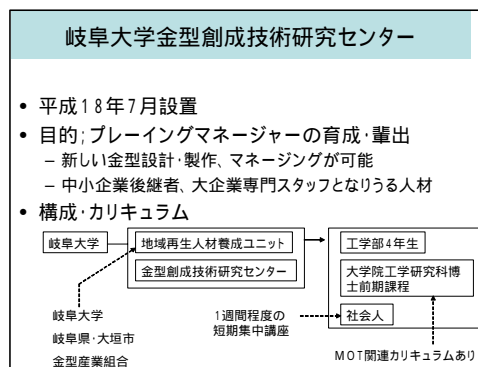 岐阜大学金型創成技術研究センター
• 平成18年7月設置
• 目的;プレーイングマネージャーの育成・輩出
– 新しい金型設計・製作、マネージングが可能
– 中小企業後継者、大企業専門スタッフとなりうる人材
• 構成・カリキュラム
岐阜大学
地域再生人材養成ユニット
金型創成技術研究センター
工学部4年生
大学院工学研究科博
士前期課程
社会人
岐阜大学
岐阜県・大垣市
金型産業組合
1週間程度の
短期集中講座
MOT関連カリキュラムあり